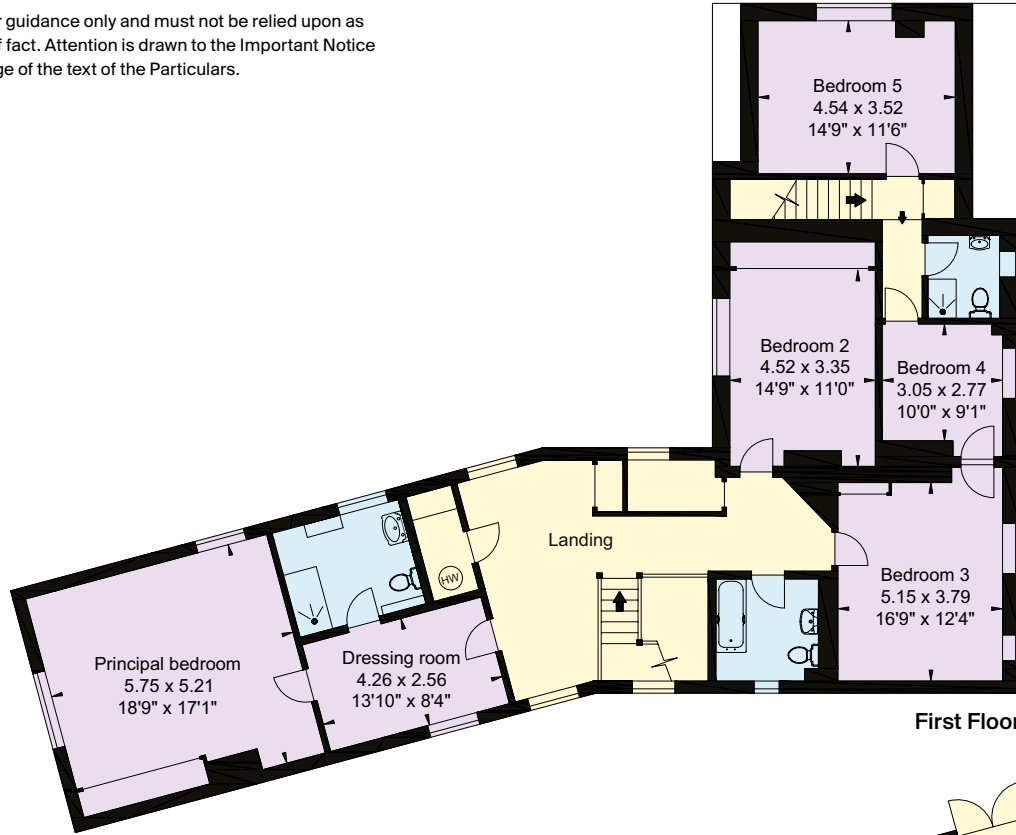 r guidance only and must not be relied upon as
f fact. Attention is drawn to the Important Notice
ge of the text of the Particulars.
Bedroom 5
4.54 x 3.52
14'9" x 11'6"
Bedroom 2
4.52 x 3.35
14'9" x 11'0"
Bedroom 4
3.05 x 2.77
10'0" x 9'1"
Landing
HW
Bedroom 3
5.15 x 3.79
16'9" x 12'4"
Principal bedroom
5.75 x 5.21
18'9" x 17'1"
Dressing room
4.26 x 2.56
13'10" x 8'4"
First Floor